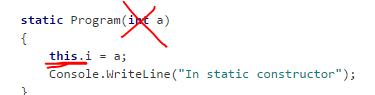 static Program(int a)
{
this.i = a;
Console.WriteLine("In static constructor");
}